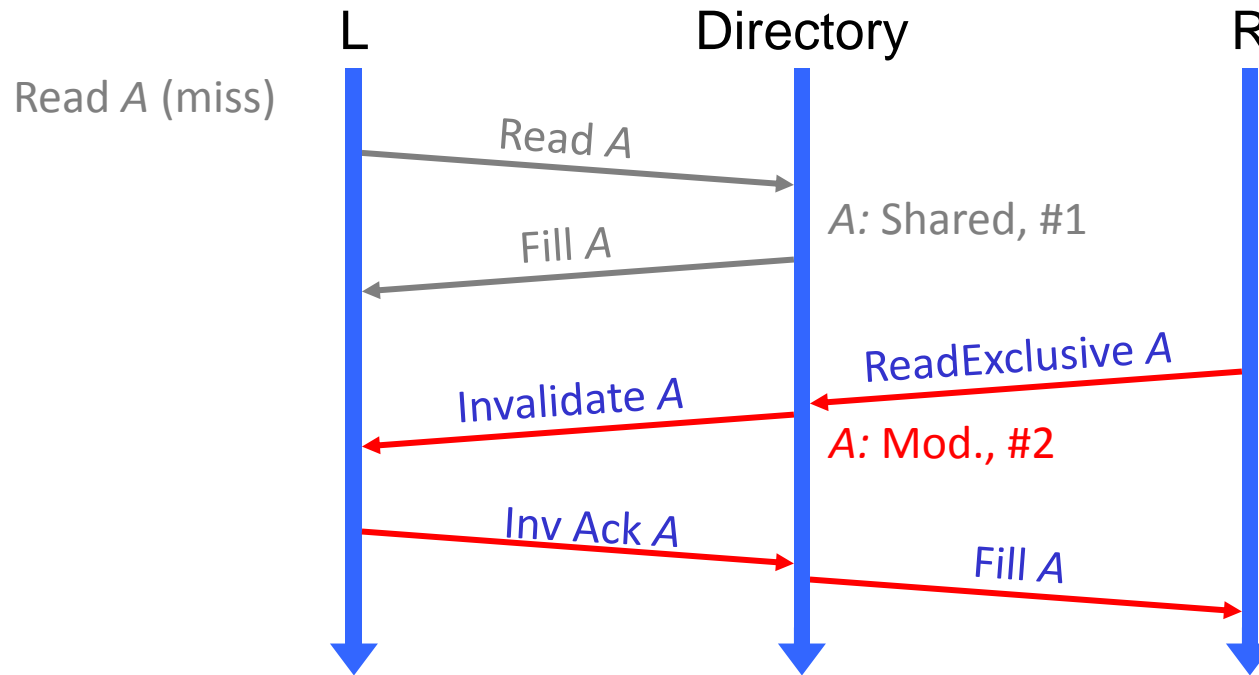 L
Directory
R
Read A (miss)
Read A
A: Shared, #1
Fill A
ReadExclusive A
Invalidate A
A: Mod., #2
Inv Ack A
Fill A